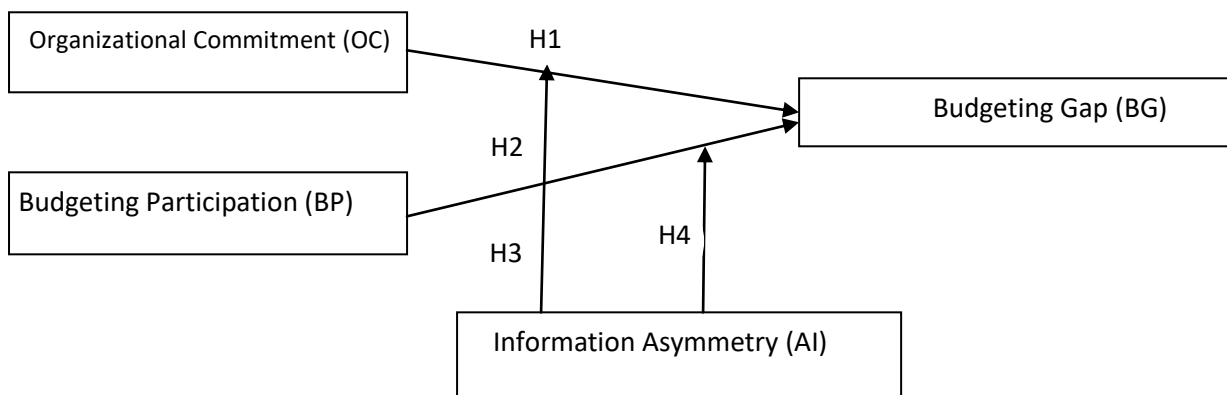 Organizational Commitment (OC)
H1
Budgeting Gap (BG)
H2
Budgeting Participation (BP)
H4
H3
Information Asymmetry (AI)